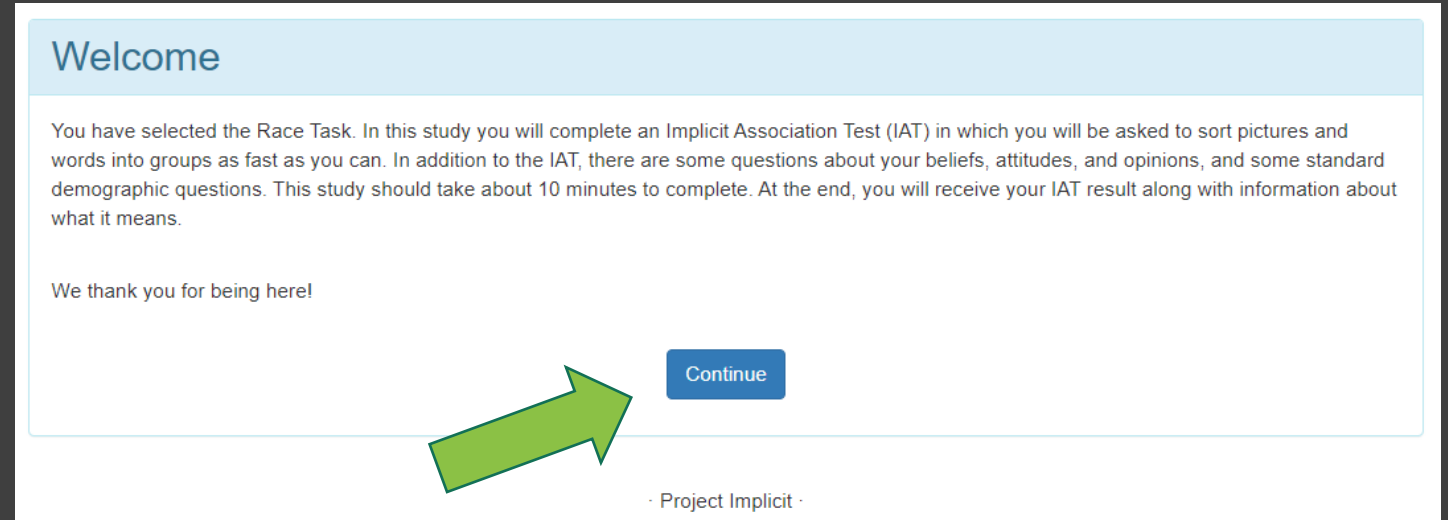 Welcome
You have selected the Race Task. In this study you will complete an Implicit Association Test (IAT) in which you will be asked to sort pictures and
words into groups as fast as you can. In addition to the IAT, there are some questions about your beliefs, attitudes, and opinions, and some standard
demographic questions. This study should take about 10 minutes to complete. At the end, you will receive your IAT result along with information about
what it means.
We thank you for being here!
Continue
· Project Implicit ·